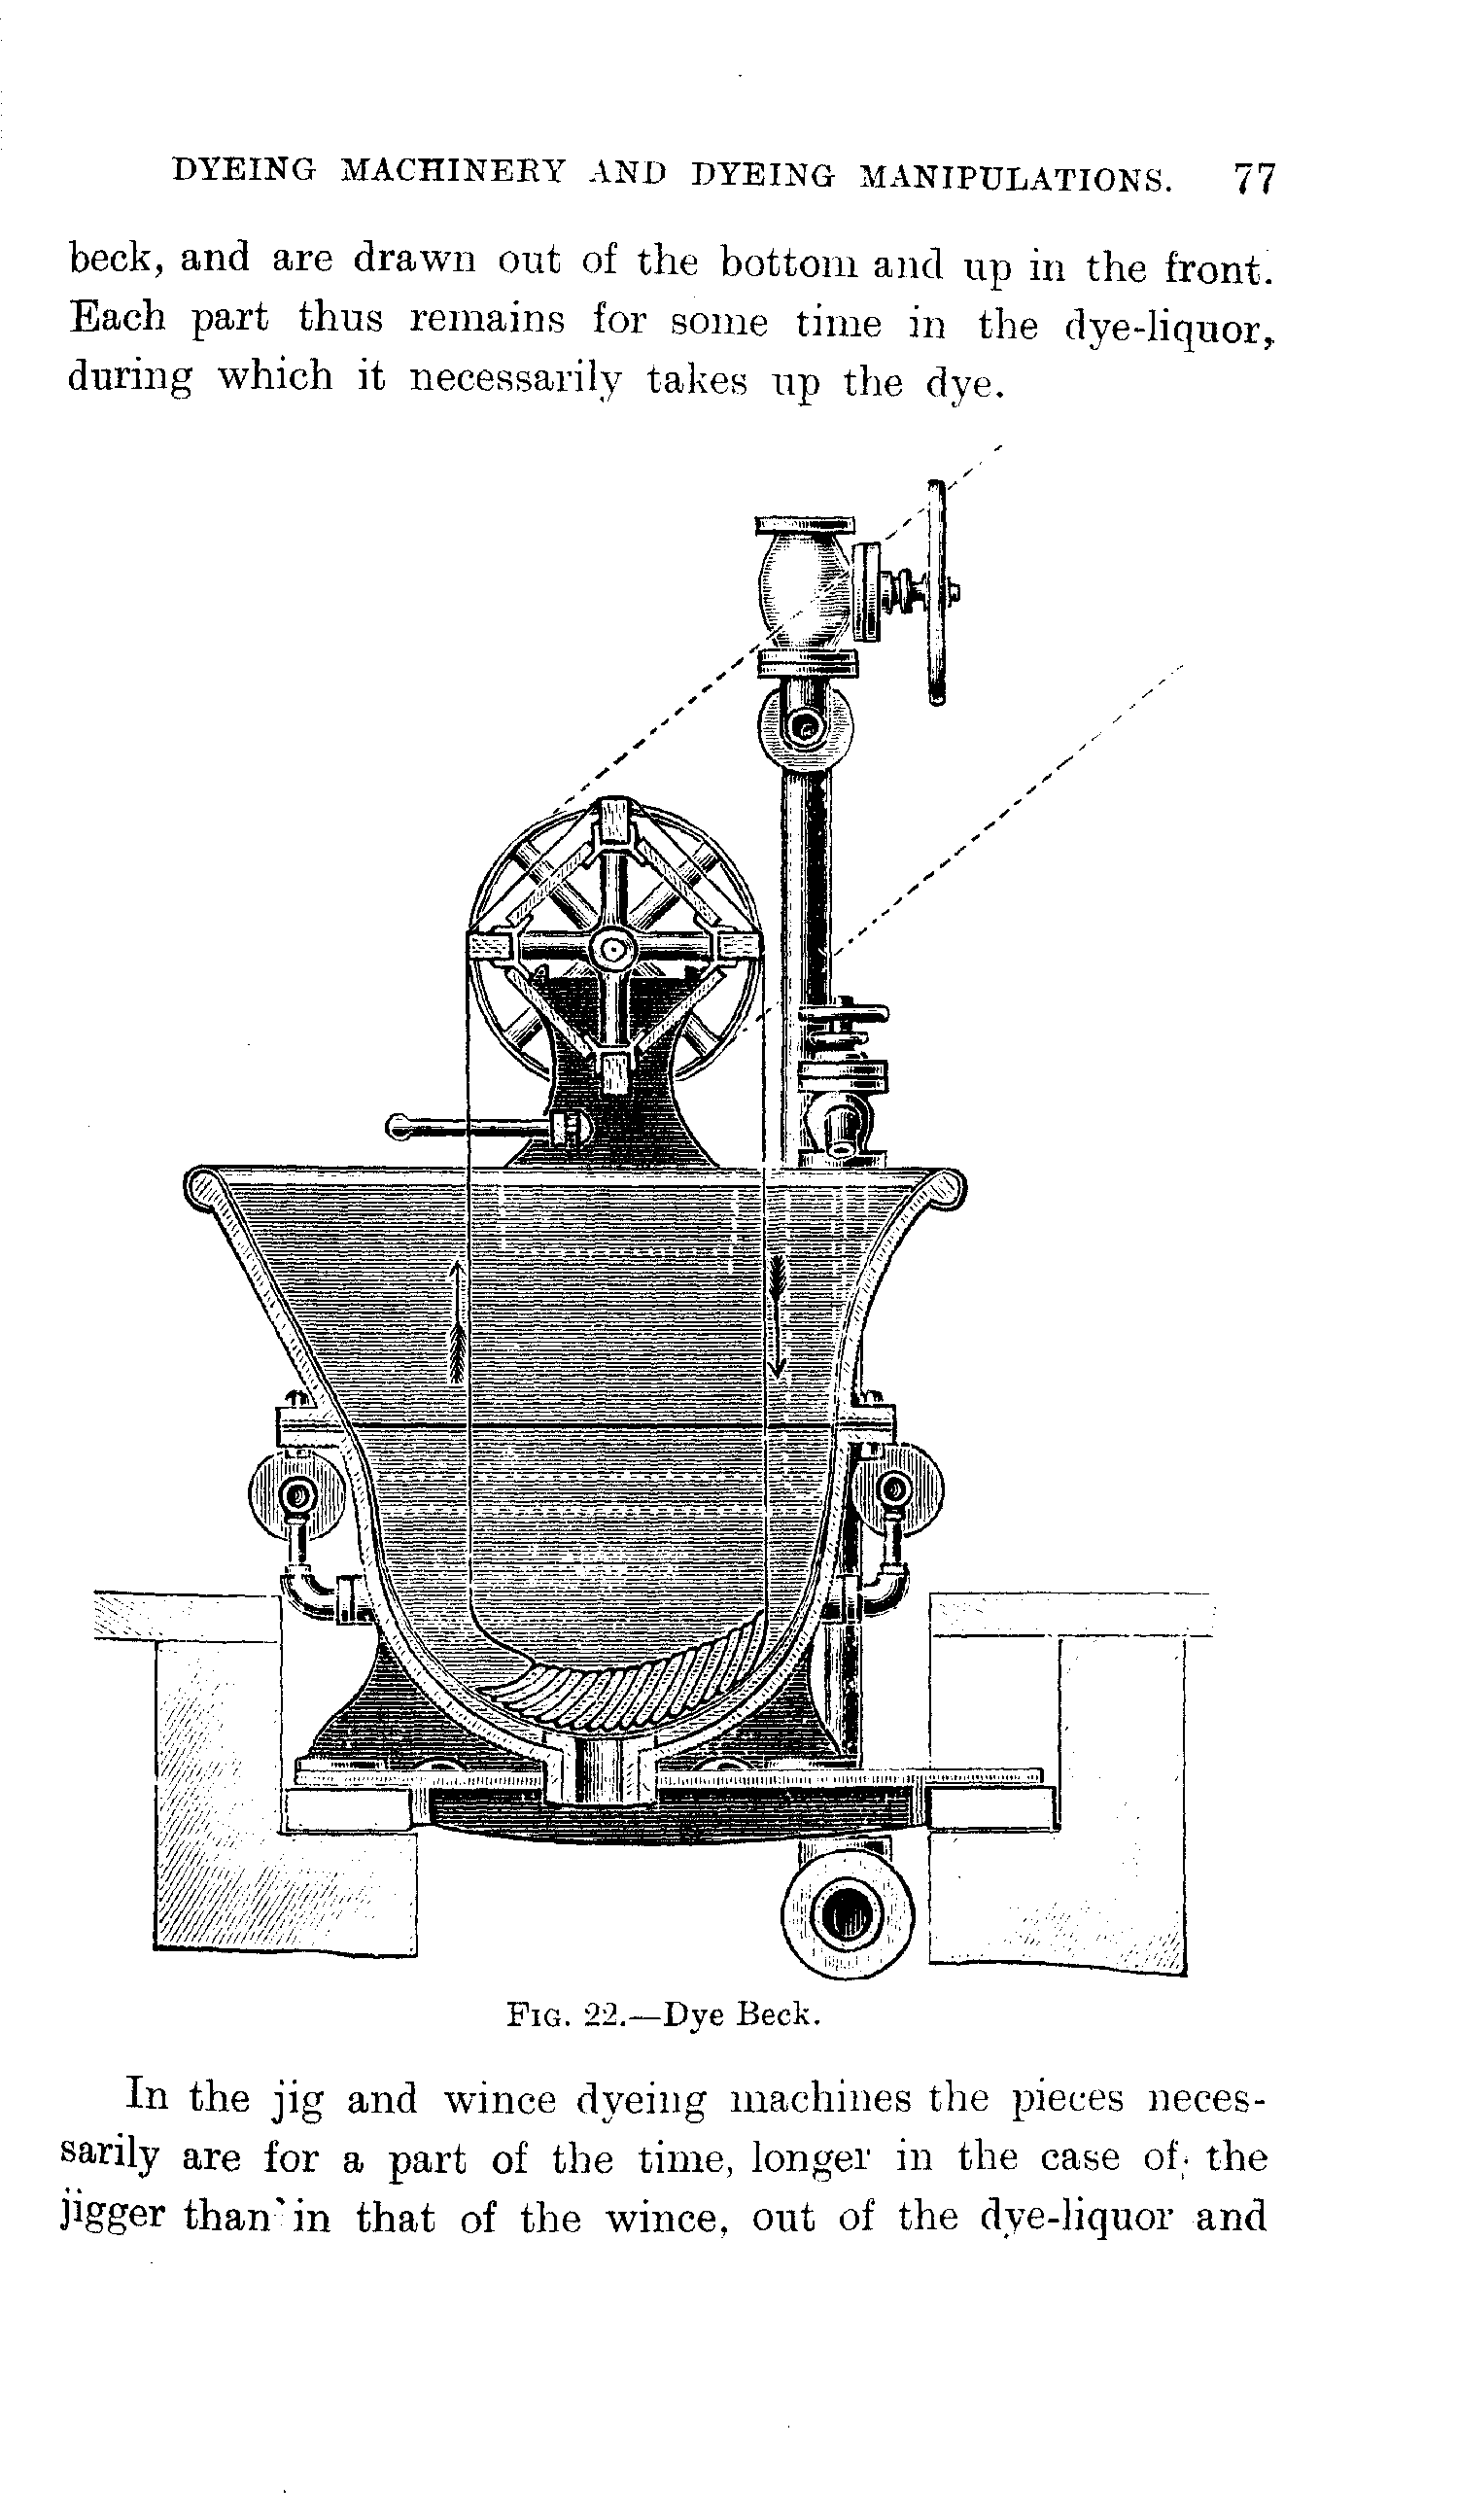 DYEING MACHINERY AND DYEING MANIPULATIONS. 77
beck, and are drawn out of the bottom and up in the front.
Each part thus remains for some time in the dye-liquor,
during which it necessarily takes up the dye.
FIG. 22.—Dye Beck.
In the jig and wince dyeing machines the pieces neces-
sarily are for a part of the time, longer in the case of the
jigger than in that of the wince, out of the dye-liquor and